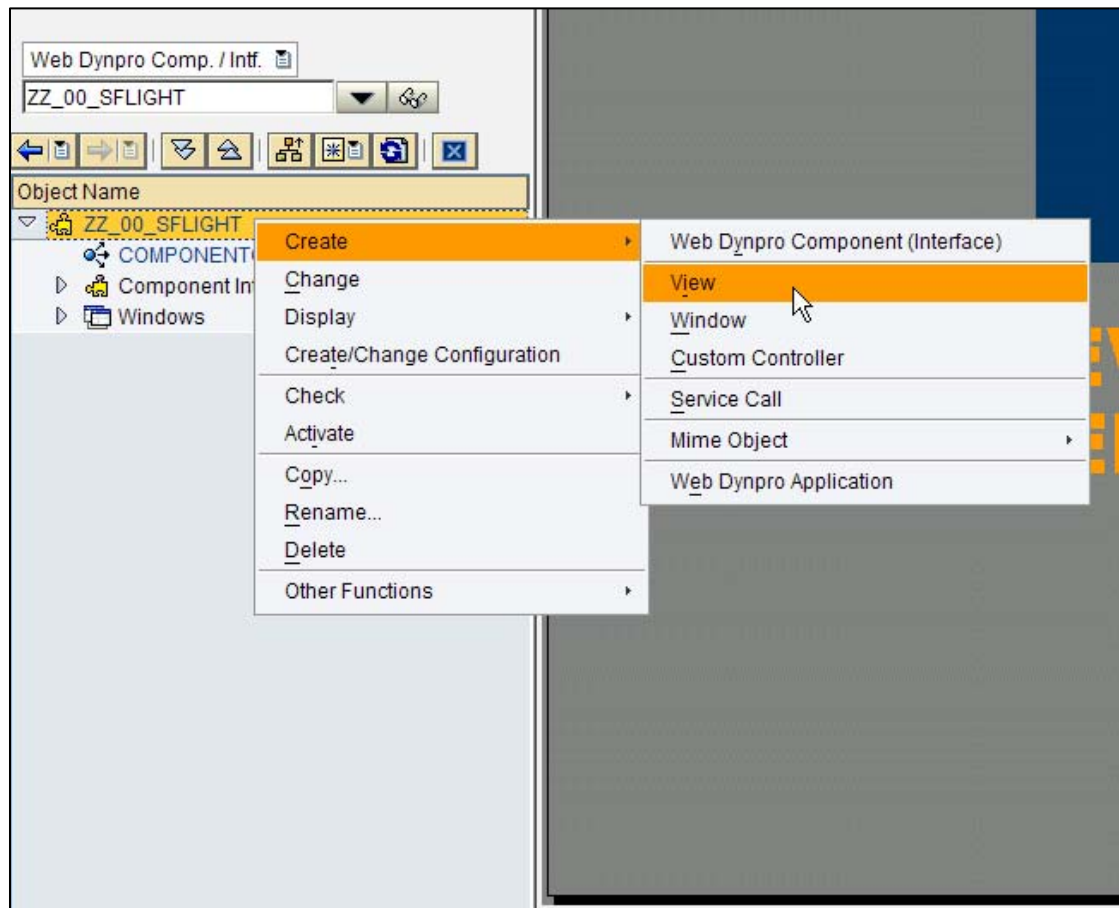 Web Dynpro Comp. / Intf.
ZZ_00_SFLIGHT
Object Name
ZZ_00_SFLIGHT
COMPONENT
Component In
Windows
Create
Change
Display
Create/Change Configuration
Check
Activate
Copy...
Rename...
Delete
Other Functions
Web Dynpro Component (Interface)
View
Window
Custom Controller
Service Call
Mime Object
Web Dynpro Application